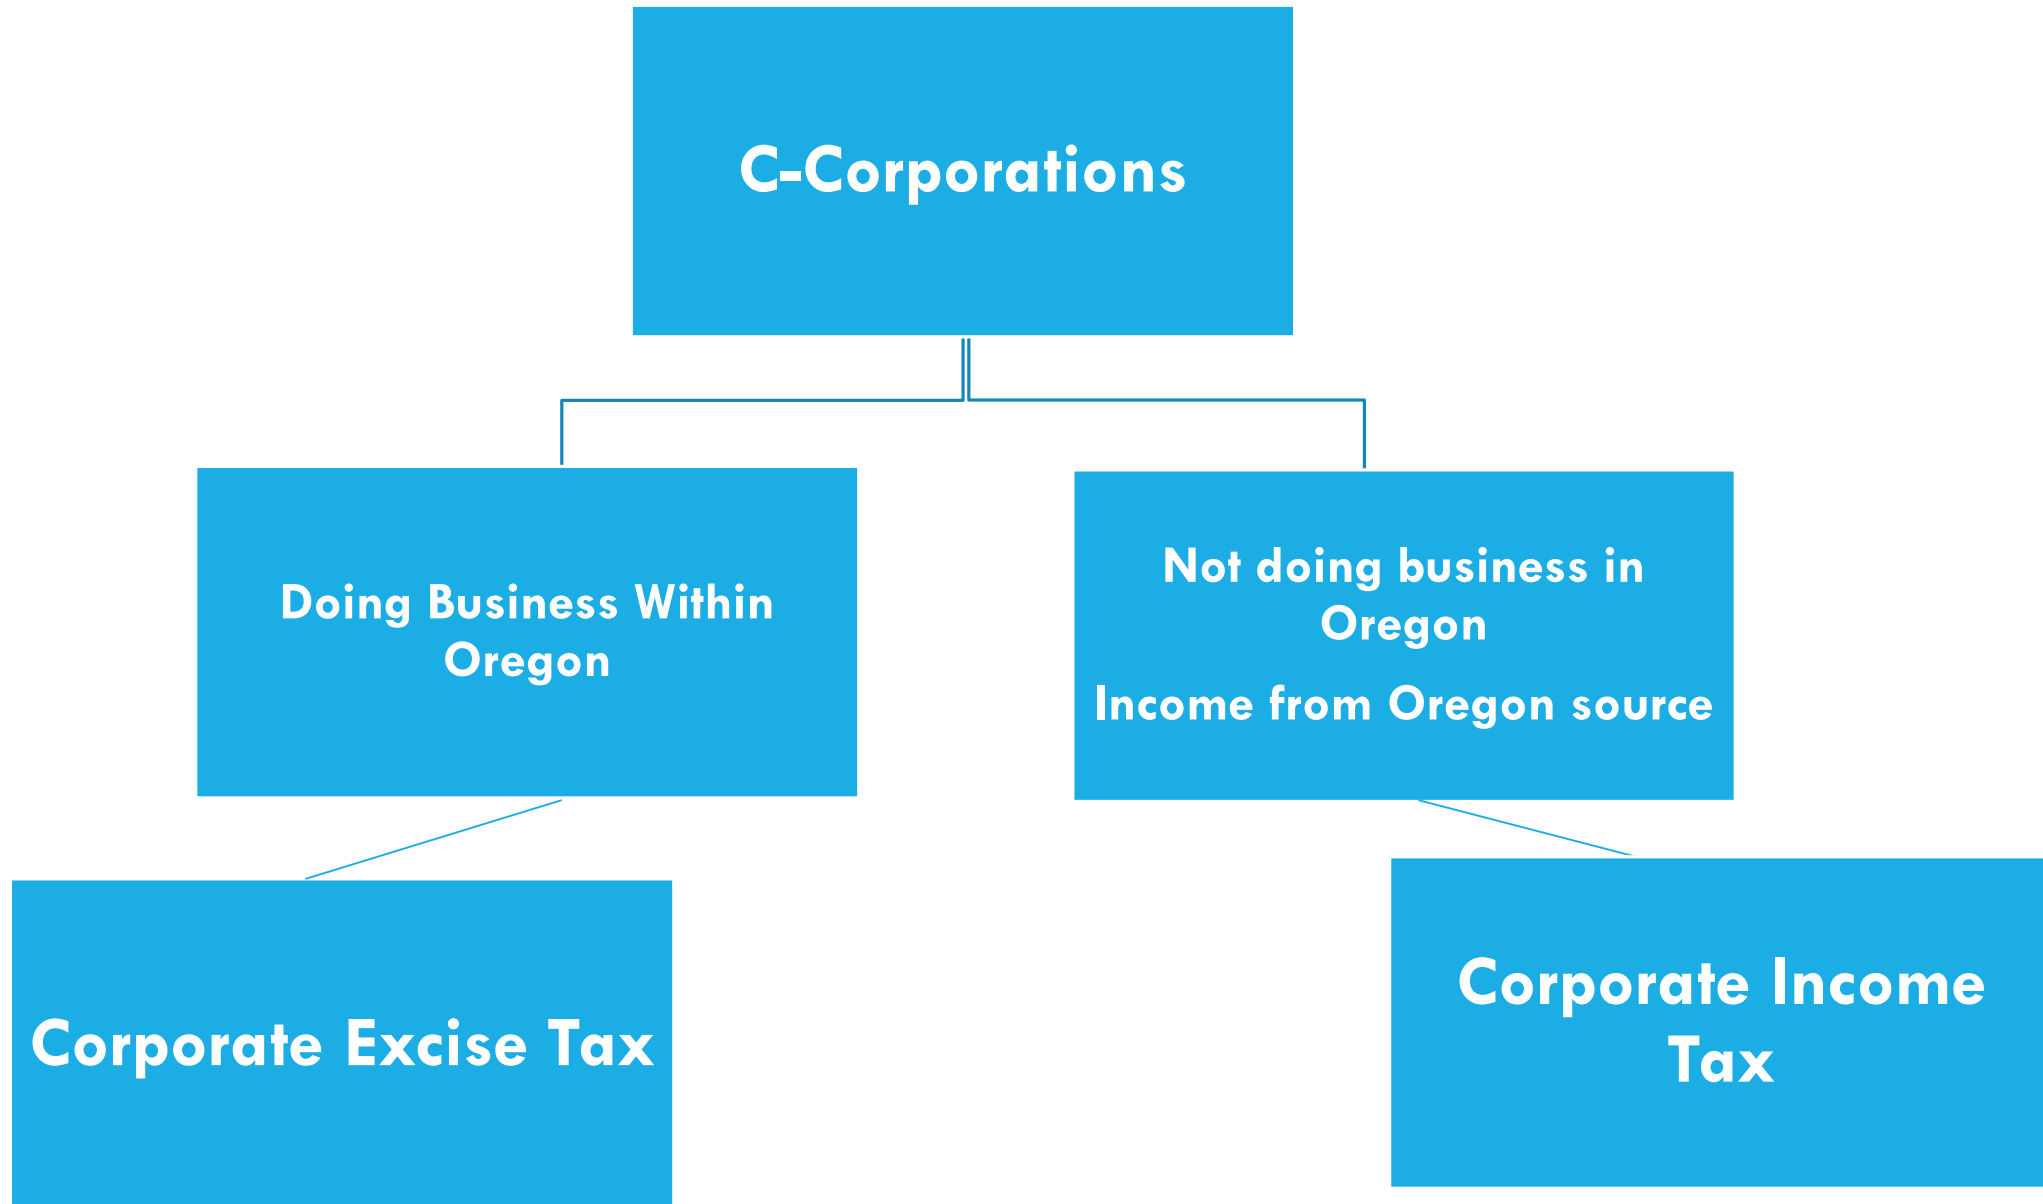 C-Corporations
Doing Business Within
Oregon
Not doing business in
Oregon
Income from Oregon source
Corporate Excise Tax
Corporate Income
Tax